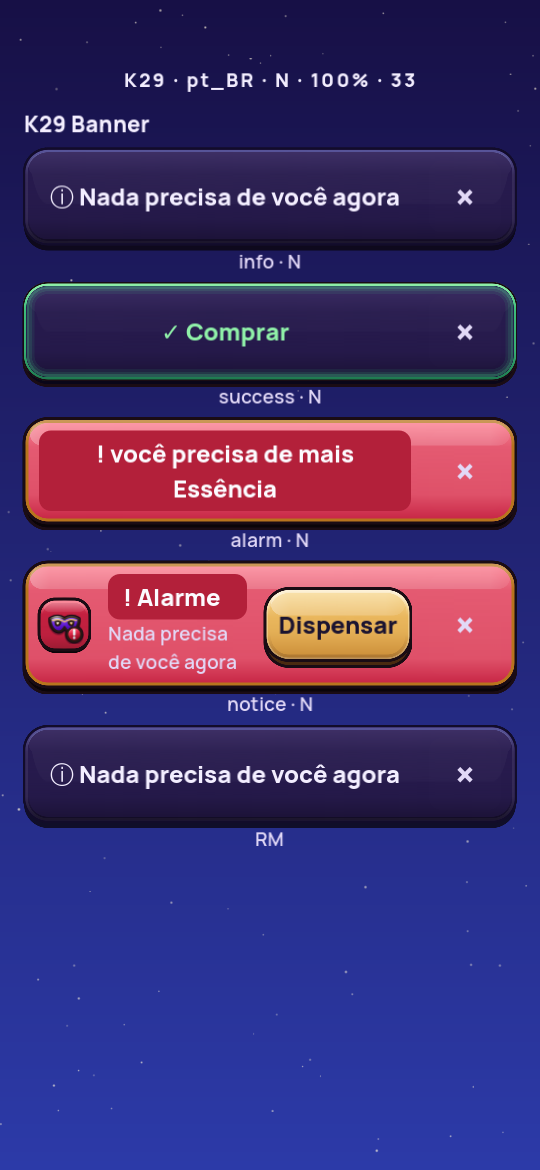 K29 · pt_BR · N · 100% · 33
K29 Banner
ⓘ Nada precisa de você agora ×
info · N
✓ Comprar ×
success · N
! você precisa de mais
Essência ×
alarm · N
! Alarme
Nada precisa
de você agora
Dispensar ×
notice · N
ⓘ Nada precisa de você agora ×
RM